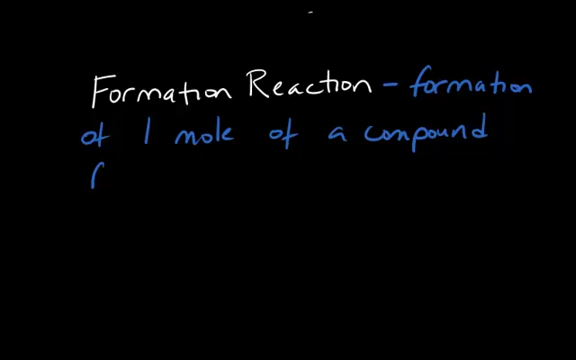 Formation Reaction - formation
of 1 mole of a compound